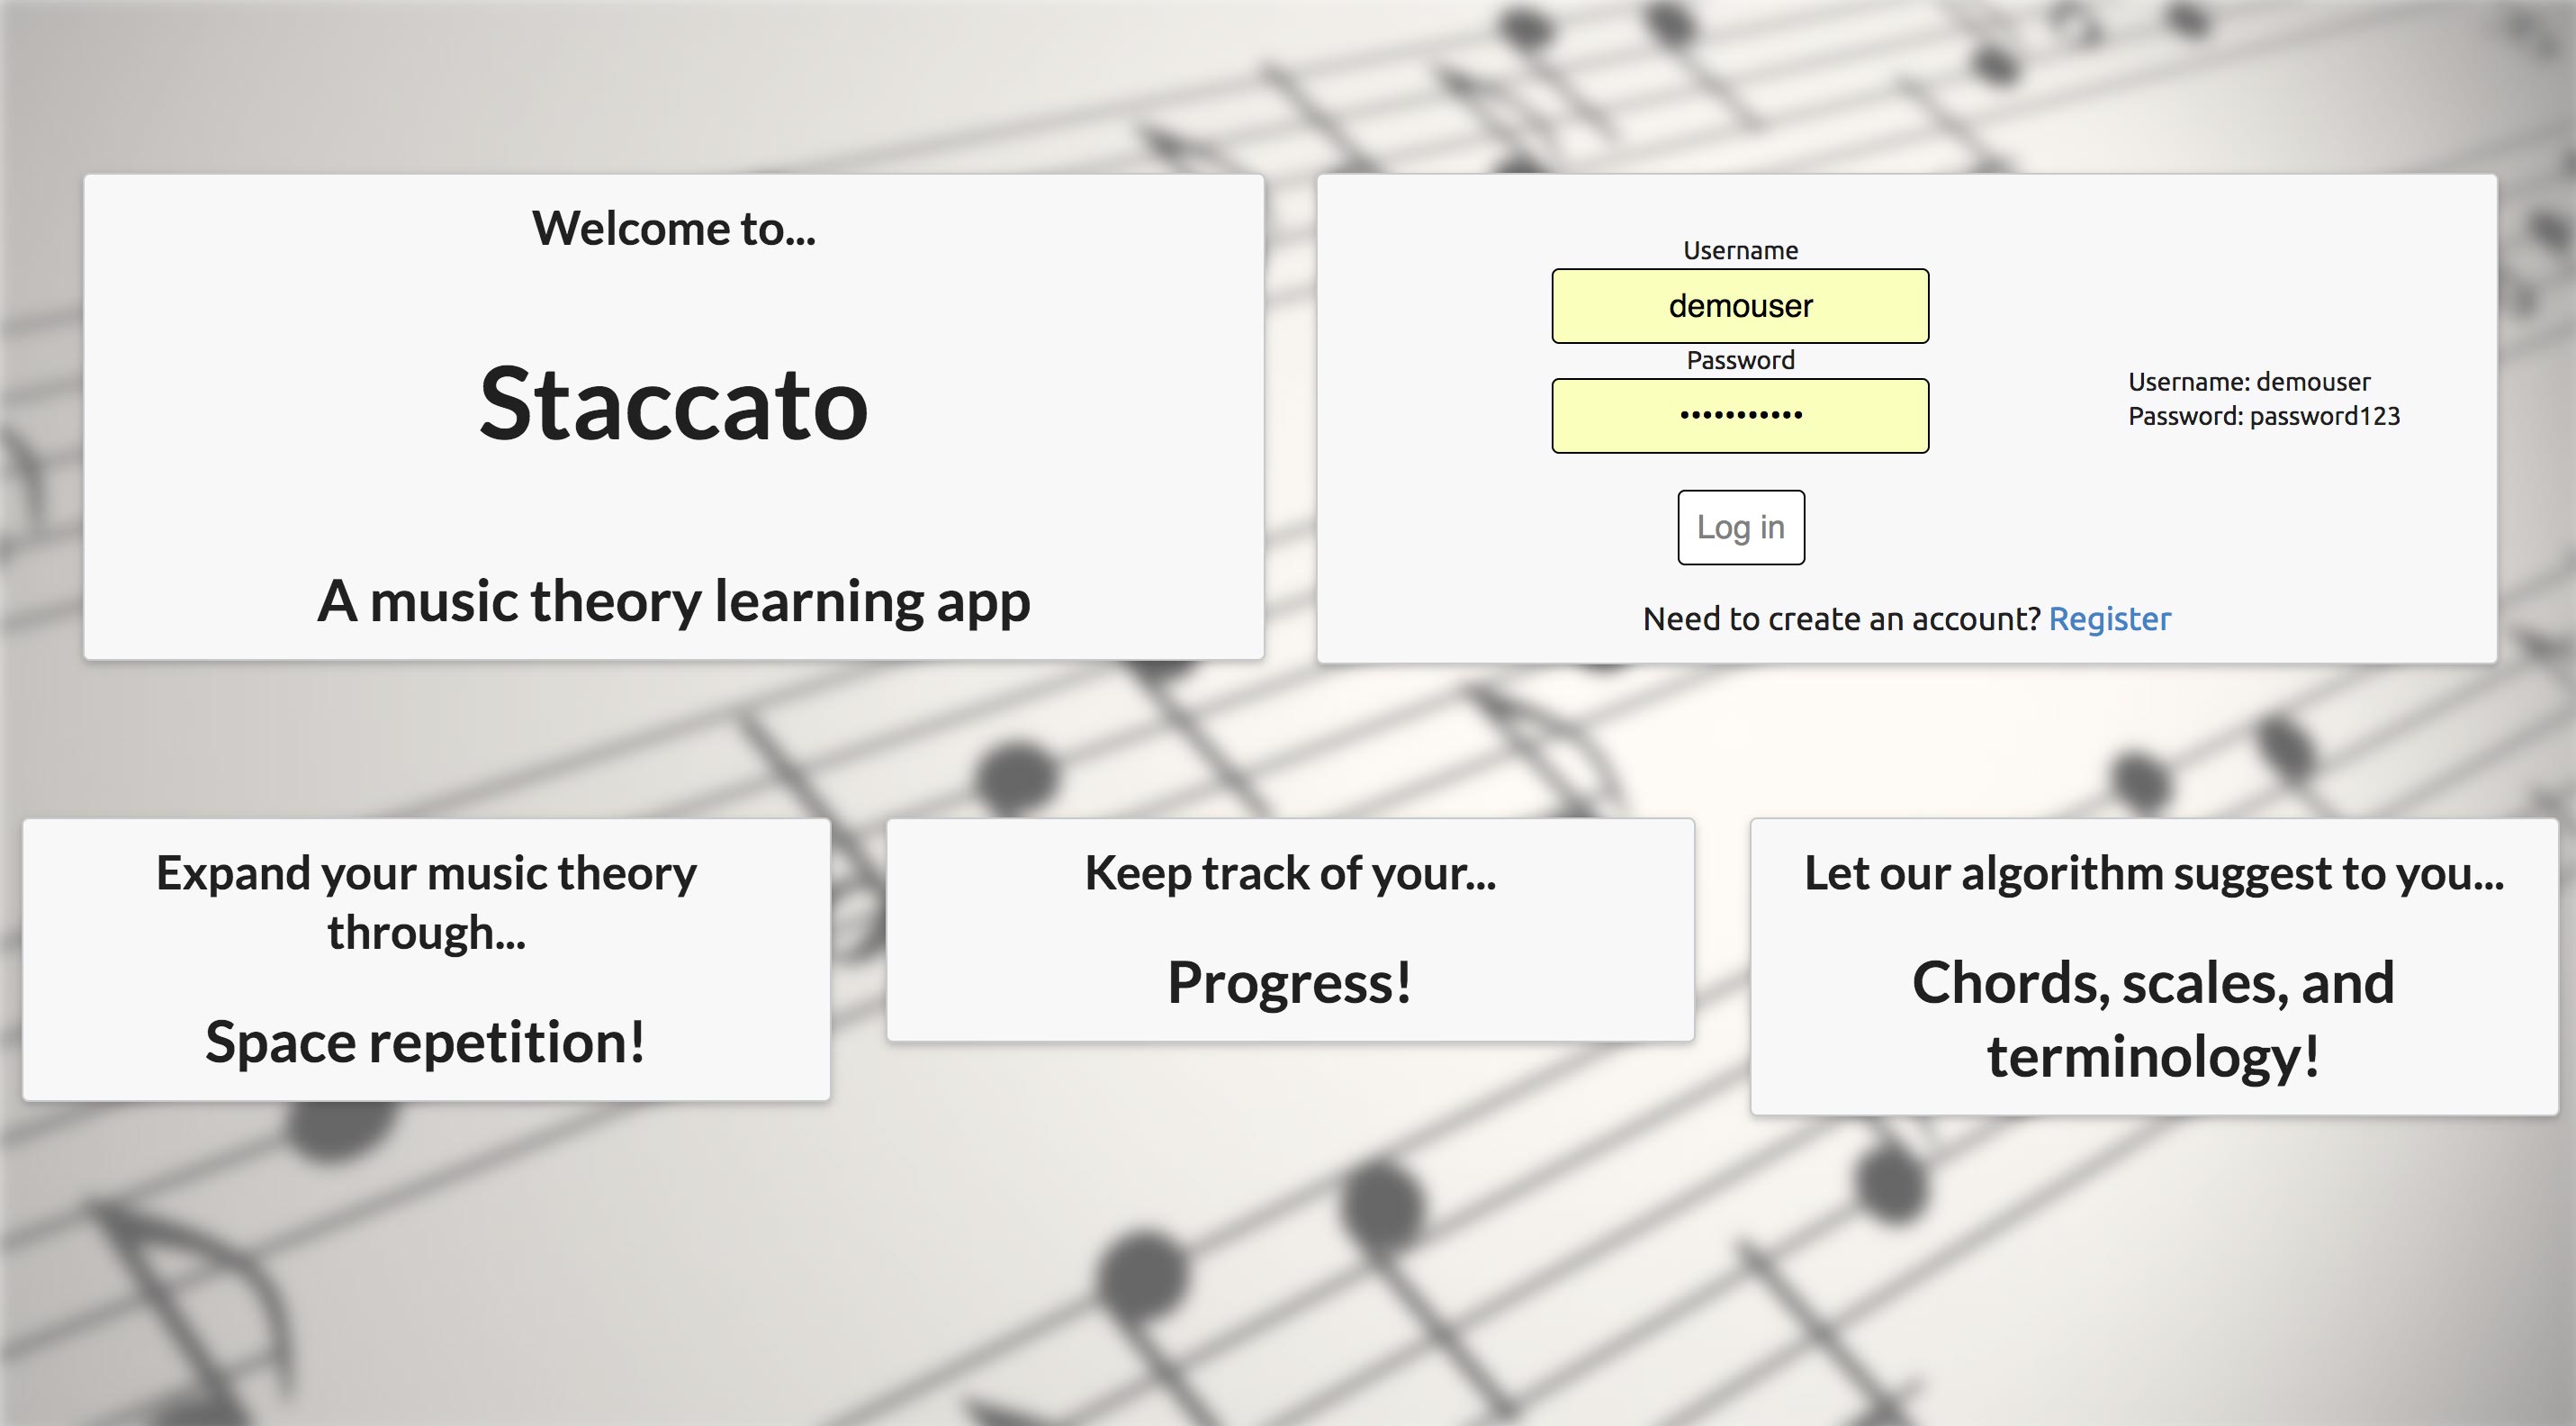 Welcome to...
Staccato
A music theory learning app
Username
demouser
Password
•••••••••••
Log in
Username: demouser
Password: password123
Need to create an account? Register
Expand your music theory
through...
Space repetition!
Keep track of your...
Progress!
Let our algorithm suggest to you...
Chords, scales, and
terminology!